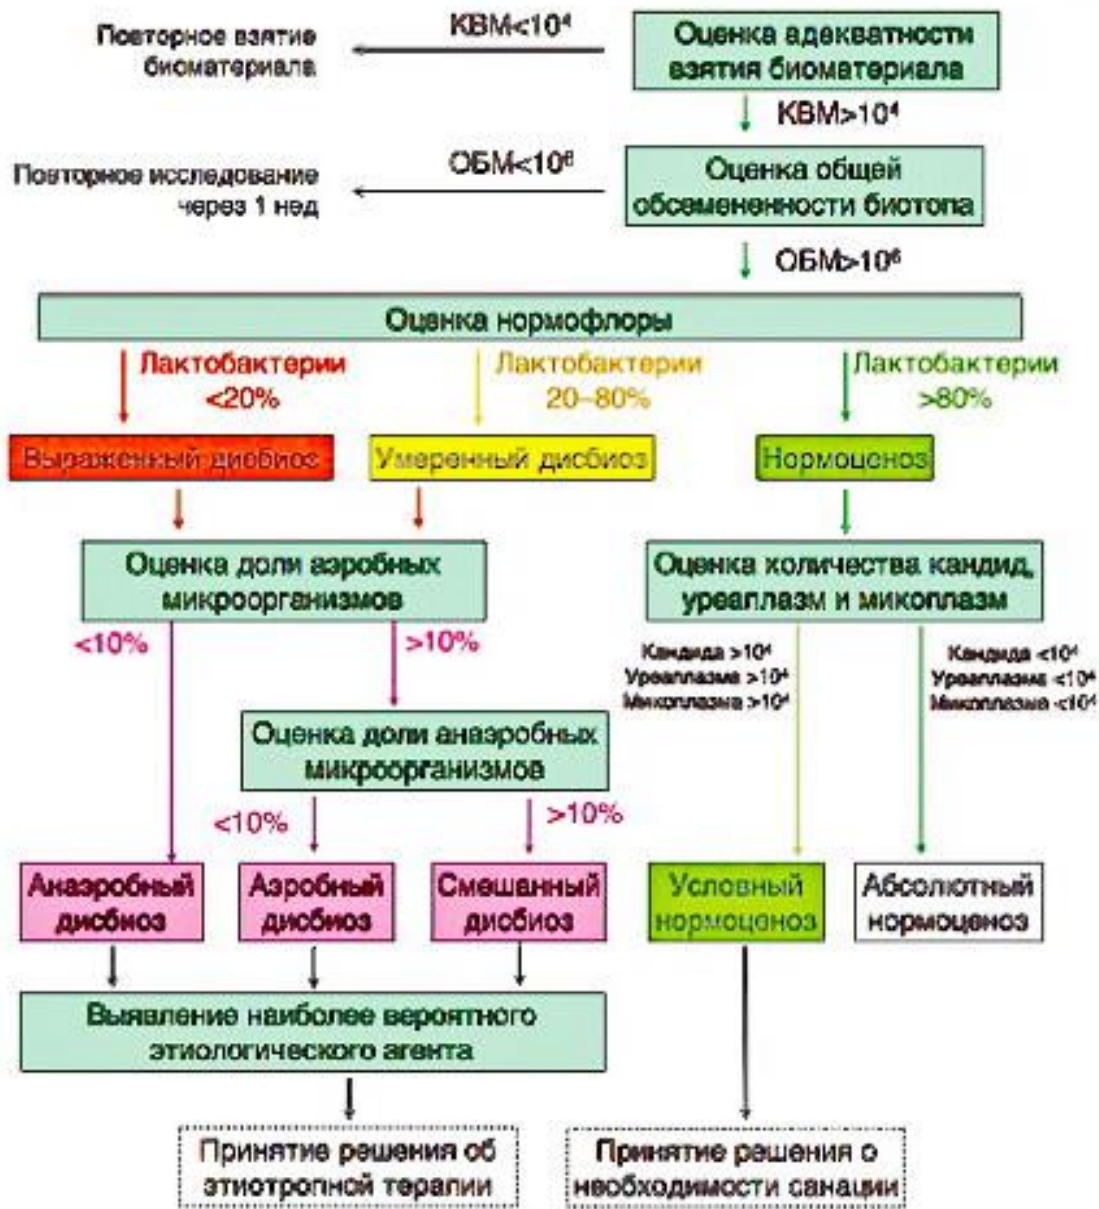 Повторное взятие
биоматериала
КВМ<10⁴
Оценка адекватности
взятия биоматериала
КВМ>10⁴
Повторное исследование
через 1 нед
ОБМ<10⁶
Оценка общей
обсемененности биотопа
ОБМ>10⁶
Оценка нормофлоры
Лактобактерии
<20%
Лактобактерии
20–80%
Лактобактерии
>80%
Выраженный дисбиоз
Умеренный дисбиоз
Нормоценоз
Оценка доли аэробных
микроорганизмов
Оценка количества кандид,
уреаплазм и микоплазм
<10%
>10%
Кандида >10⁴
Уреаплазма >10⁴
Микоплазма >10⁴
Кандида <10⁴
Уреаплазма <10⁴
Микоплазма <10⁴
Оценка доли анаэробных
микроорганизмов
<10%
>10%
Анаэробный
дисбиоз
Аэробный
дисбиоз
Смешанный
дисбиоз
Условный
нормоценоз
Абсолютный
нормоценоз
Выявление наиболее вероятного
этиологического агента
Принятие решения об
этиотропной терапии
Принятие решения о
необходимости санации